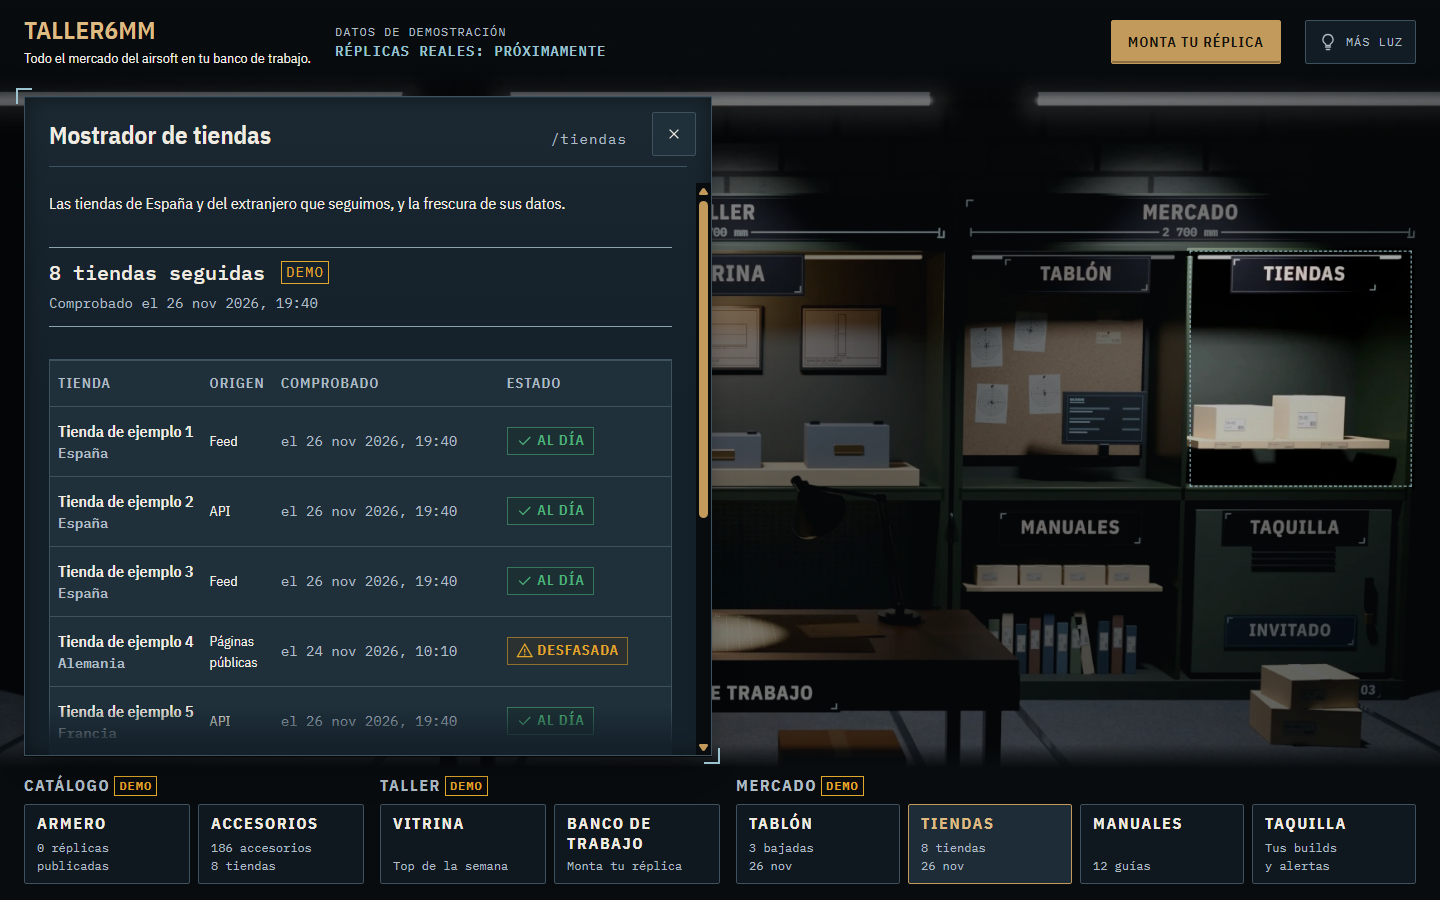 TALLER6MM
Todo el mercado del airsoft en tu banco de trabajo.
DATOS DE DEMOSTRACIÓN
RÉPLICAS REALES: PRÓXIMAMENTE
MONTA TU RÉPLICA
MÁS LUZ
Mostrador de tiendas
/tiendas
Las tiendas de España y del extranjero que seguimos, y la frescura de sus datos.
8 tiendas seguidas DEMO
Comprobado el 26 nov 2026, 19:40
TIENDA ORIGEN COMPROBADO ESTADO
Tienda de ejemplo 1
España
Feed
el 26 nov 2026, 19:40
AL DÍA
Tienda de ejemplo 2
España
API
el 26 nov 2026, 19:40
AL DÍA
Tienda de ejemplo 3
España
Feed
el 26 nov 2026, 19:40
AL DÍA
Tienda de ejemplo 4
Alemania
Páginas
públicas
el 24 nov 2026, 10:10
DESFASADA
Tienda de ejemplo 5
Francia
API
el 26 nov 2026, 19:40
AL DÍA
LLER
700 mm
RINA
MERCADO
2 700 mm
TABLÓN
TIENDAS
MANUALES
TAQUILLA
INVITADO
E TRABAJO
03
CATÁLOGO DEMO
ARMERO
0 réplicas
publicadas
ACCESORIOS
186 accesorios
8 tiendas
TALLER DEMO
VITRINA
Top de la semana
BANCO DE
TRABAJO
Monta tu réplica
MERCADO DEMO
TABLÓN
3 bajadas
26 nov
TIENDAS
8 tiendas
26 nov
MANUALES
12 guías
TAQUILLA
Tus builds
y alertas